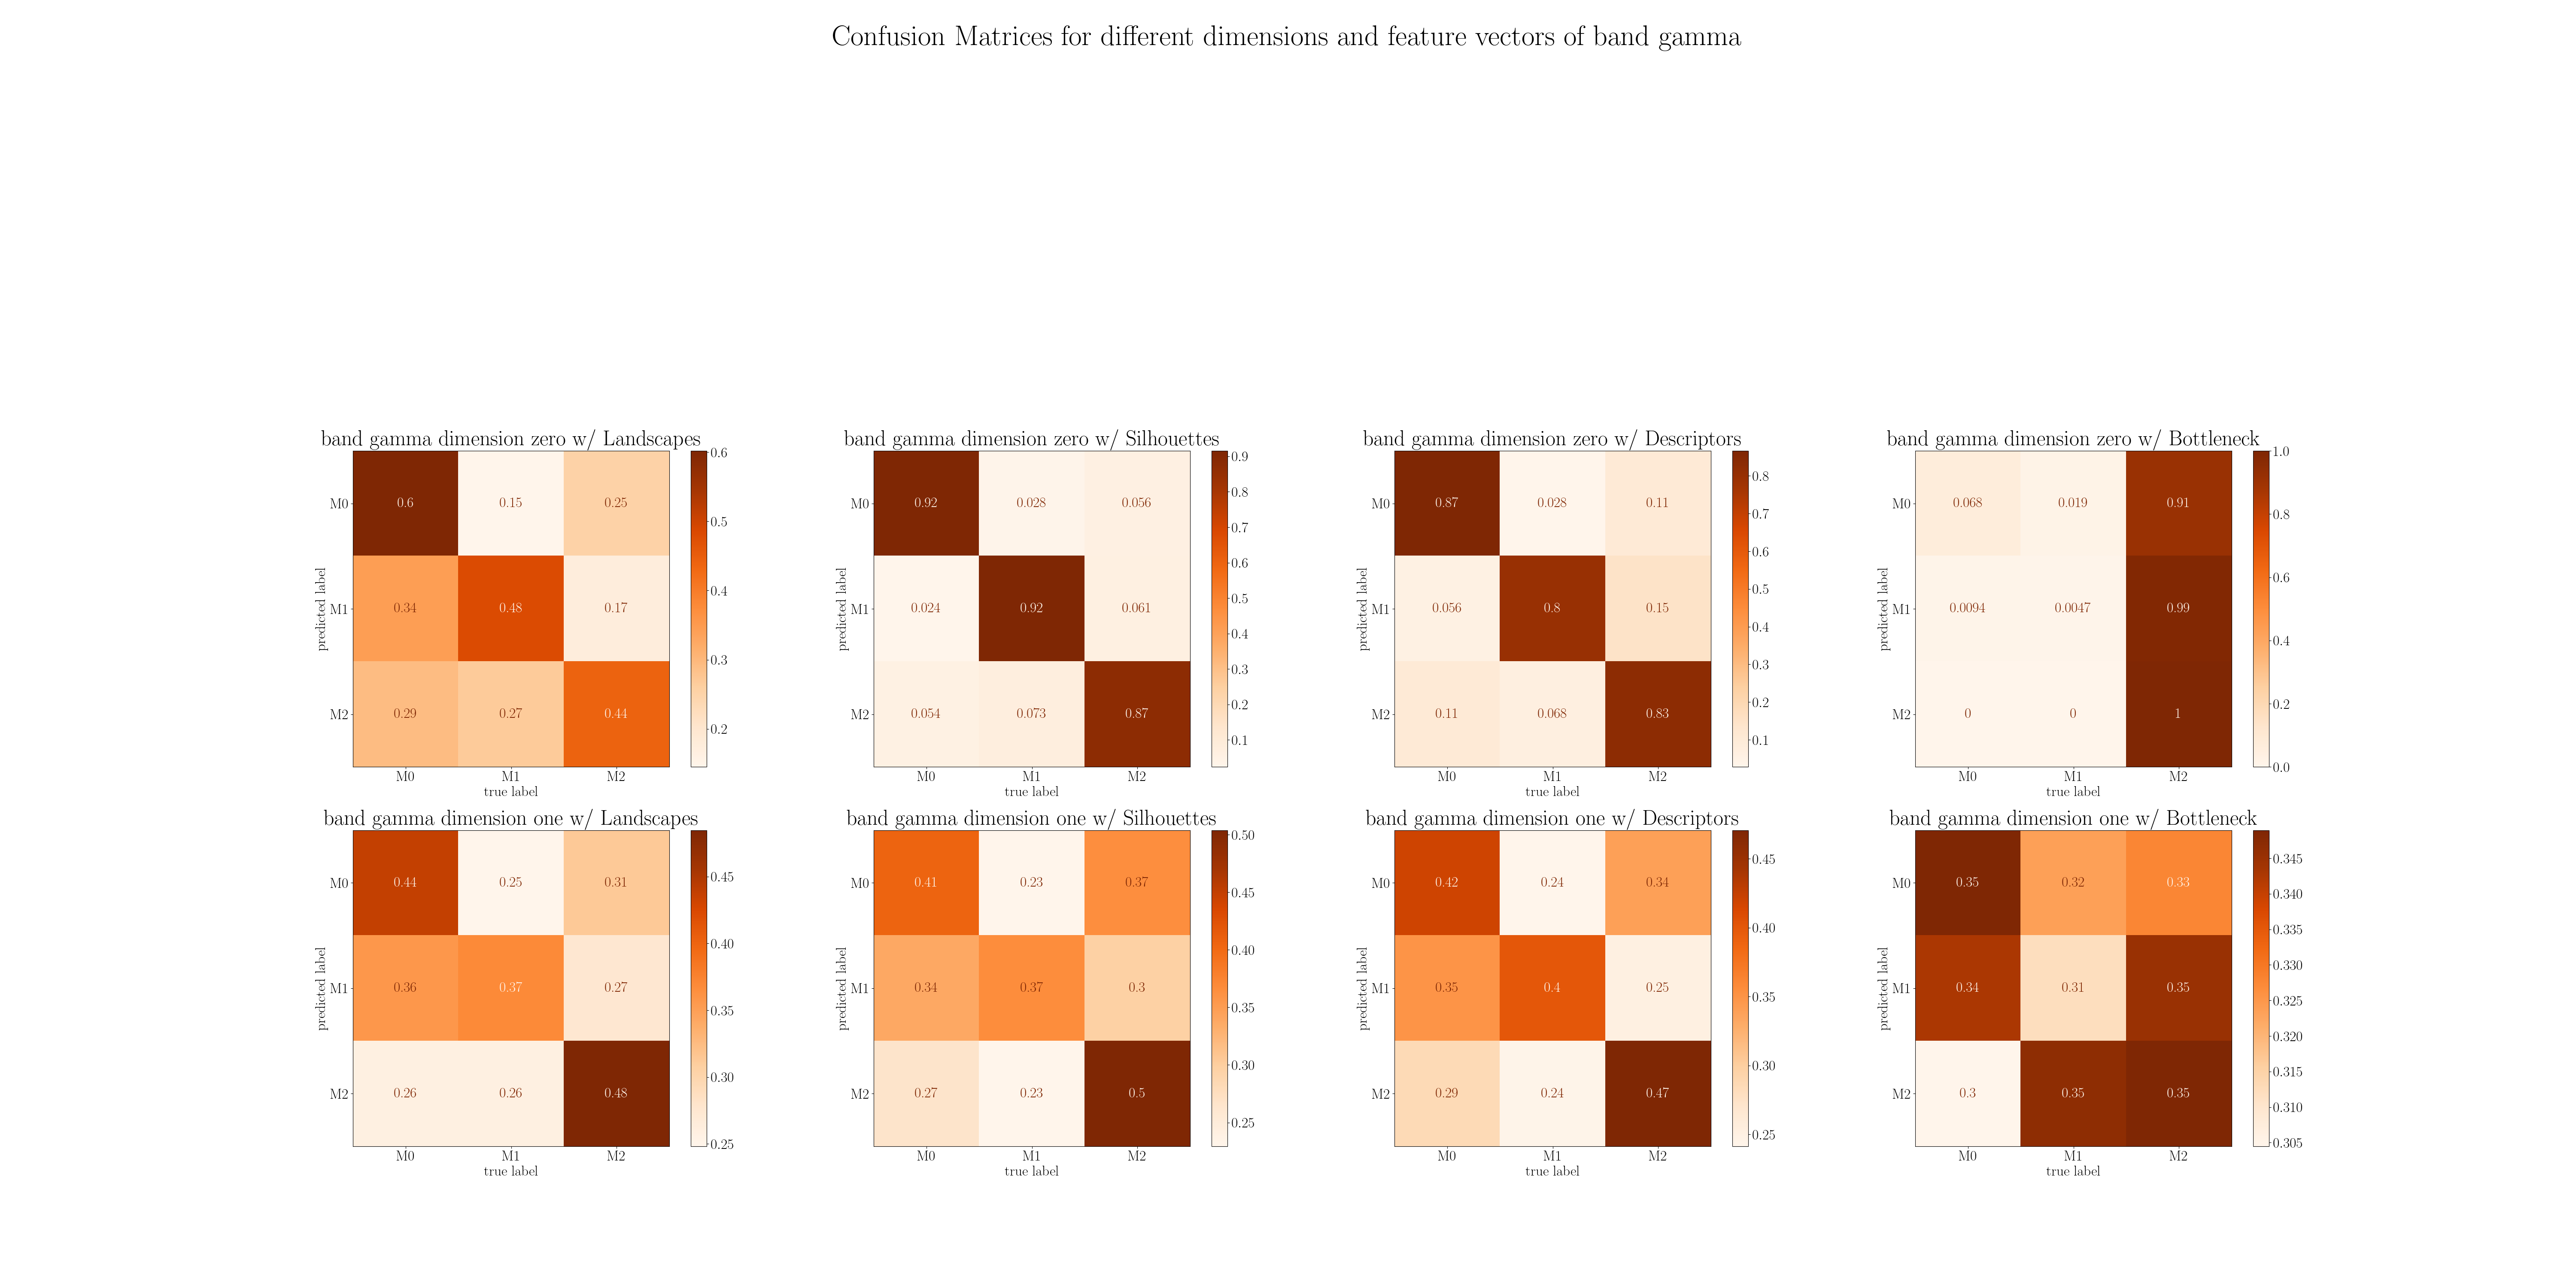 Confusion Matrices for different dimensions and feature vectors of band gamma
band gamma dimension zero w/ Landscapes
predicted label
M0 0.6 0.15 0.25
M1 0.34 0.48 0.17
M2 0.29 0.27 0.44
M0 M1 M2
true label
0.6
0.5
0.4
0.3
0.2
band gamma dimension zero w/ Silhouettes
predicted label
M0 0.92 0.028 0.056
M1 0.024 0.92 0.061
M2 0.054 0.073 0.87
M0 M1 M2
true label
0.9
0.8
0.7
0.6
0.5
0.4
0.3
0.2
0.1
band gamma dimension zero w/ Descriptors
predicted label
M0 0.87 0.028 0.11
M1 0.056 0.8 0.15
M2 0.11 0.068 0.83
M0 M1 M2
true label
0.8
0.7
0.6
0.5
0.4
0.3
0.2
0.1
band gamma dimension zero w/ Bottleneck
predicted label
M0 0.068 0.019 0.91
M1 0.0094 0.0047 0.99
M2 0 0 1
M0 M1 M2
true label
1.0
0.8
0.6
0.4
0.2
0.0
band gamma dimension one w/ Landscapes
predicted label
M0 0.44 0.25 0.31
M1 0.36 0.37 0.27
M2 0.26 0.26 0.48
M0 M1 M2
true label
0.45
0.40
0.35
0.30
0.25
band gamma dimension one w/ Silhouettes
predicted label
M0 0.41 0.23 0.37
M1 0.34 0.37 0.3
M2 0.27 0.23 0.5
M0 M1 M2
true label
0.50
0.45
0.40
0.35
0.30
0.25
band gamma dimension one w/ Descriptors
predicted label
M0 0.42 0.24 0.34
M1 0.35 0.4 0.25
M2 0.29 0.24 0.47
M0 M1 M2
true label
0.45
0.40
0.35
0.30
0.25
band gamma dimension one w/ Bottleneck
predicted label
M0 0.35 0.32 0.33
M1 0.34 0.31 0.35
M2 0.3 0.35 0.35
M0 M1 M2
true label
0.345
0.340
0.335
0.330
0.325
0.320
0.315
0.310
0.305